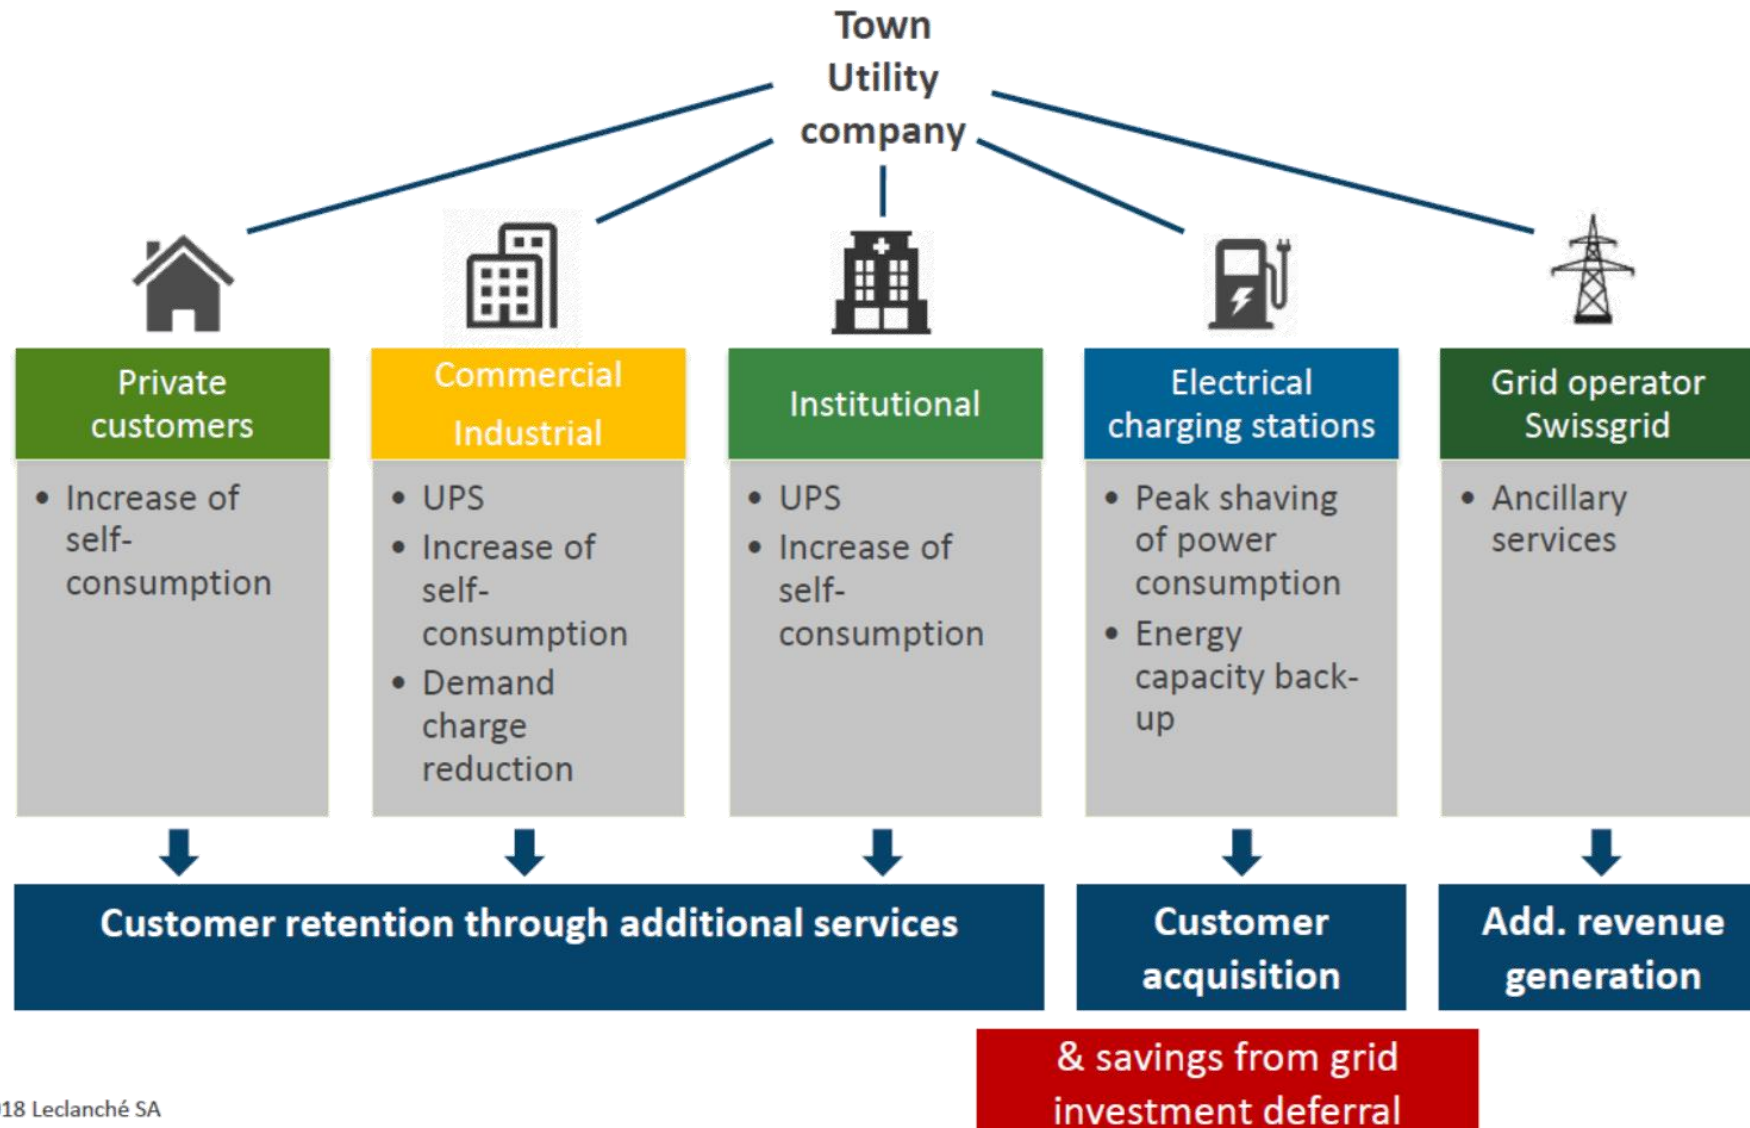 Town
Utility
company
Private
customers
Commercial
Industrial
Institutional
Electrical
charging stations
Grid operator
Swissgrid
• Increase of
self-
consumption
• UPS
• Increase of
self-
consumption
• Demand
charge
reduction
• UPS
• Increase of
self-
consumption
• Peak shaving
of power
consumption
• Energy
capacity back-
up
• Ancillary
services
Customer retention through additional services
Customer
acquisition
Add. revenue
generation
& savings from grid
investment deferral
18 Leclanché SA